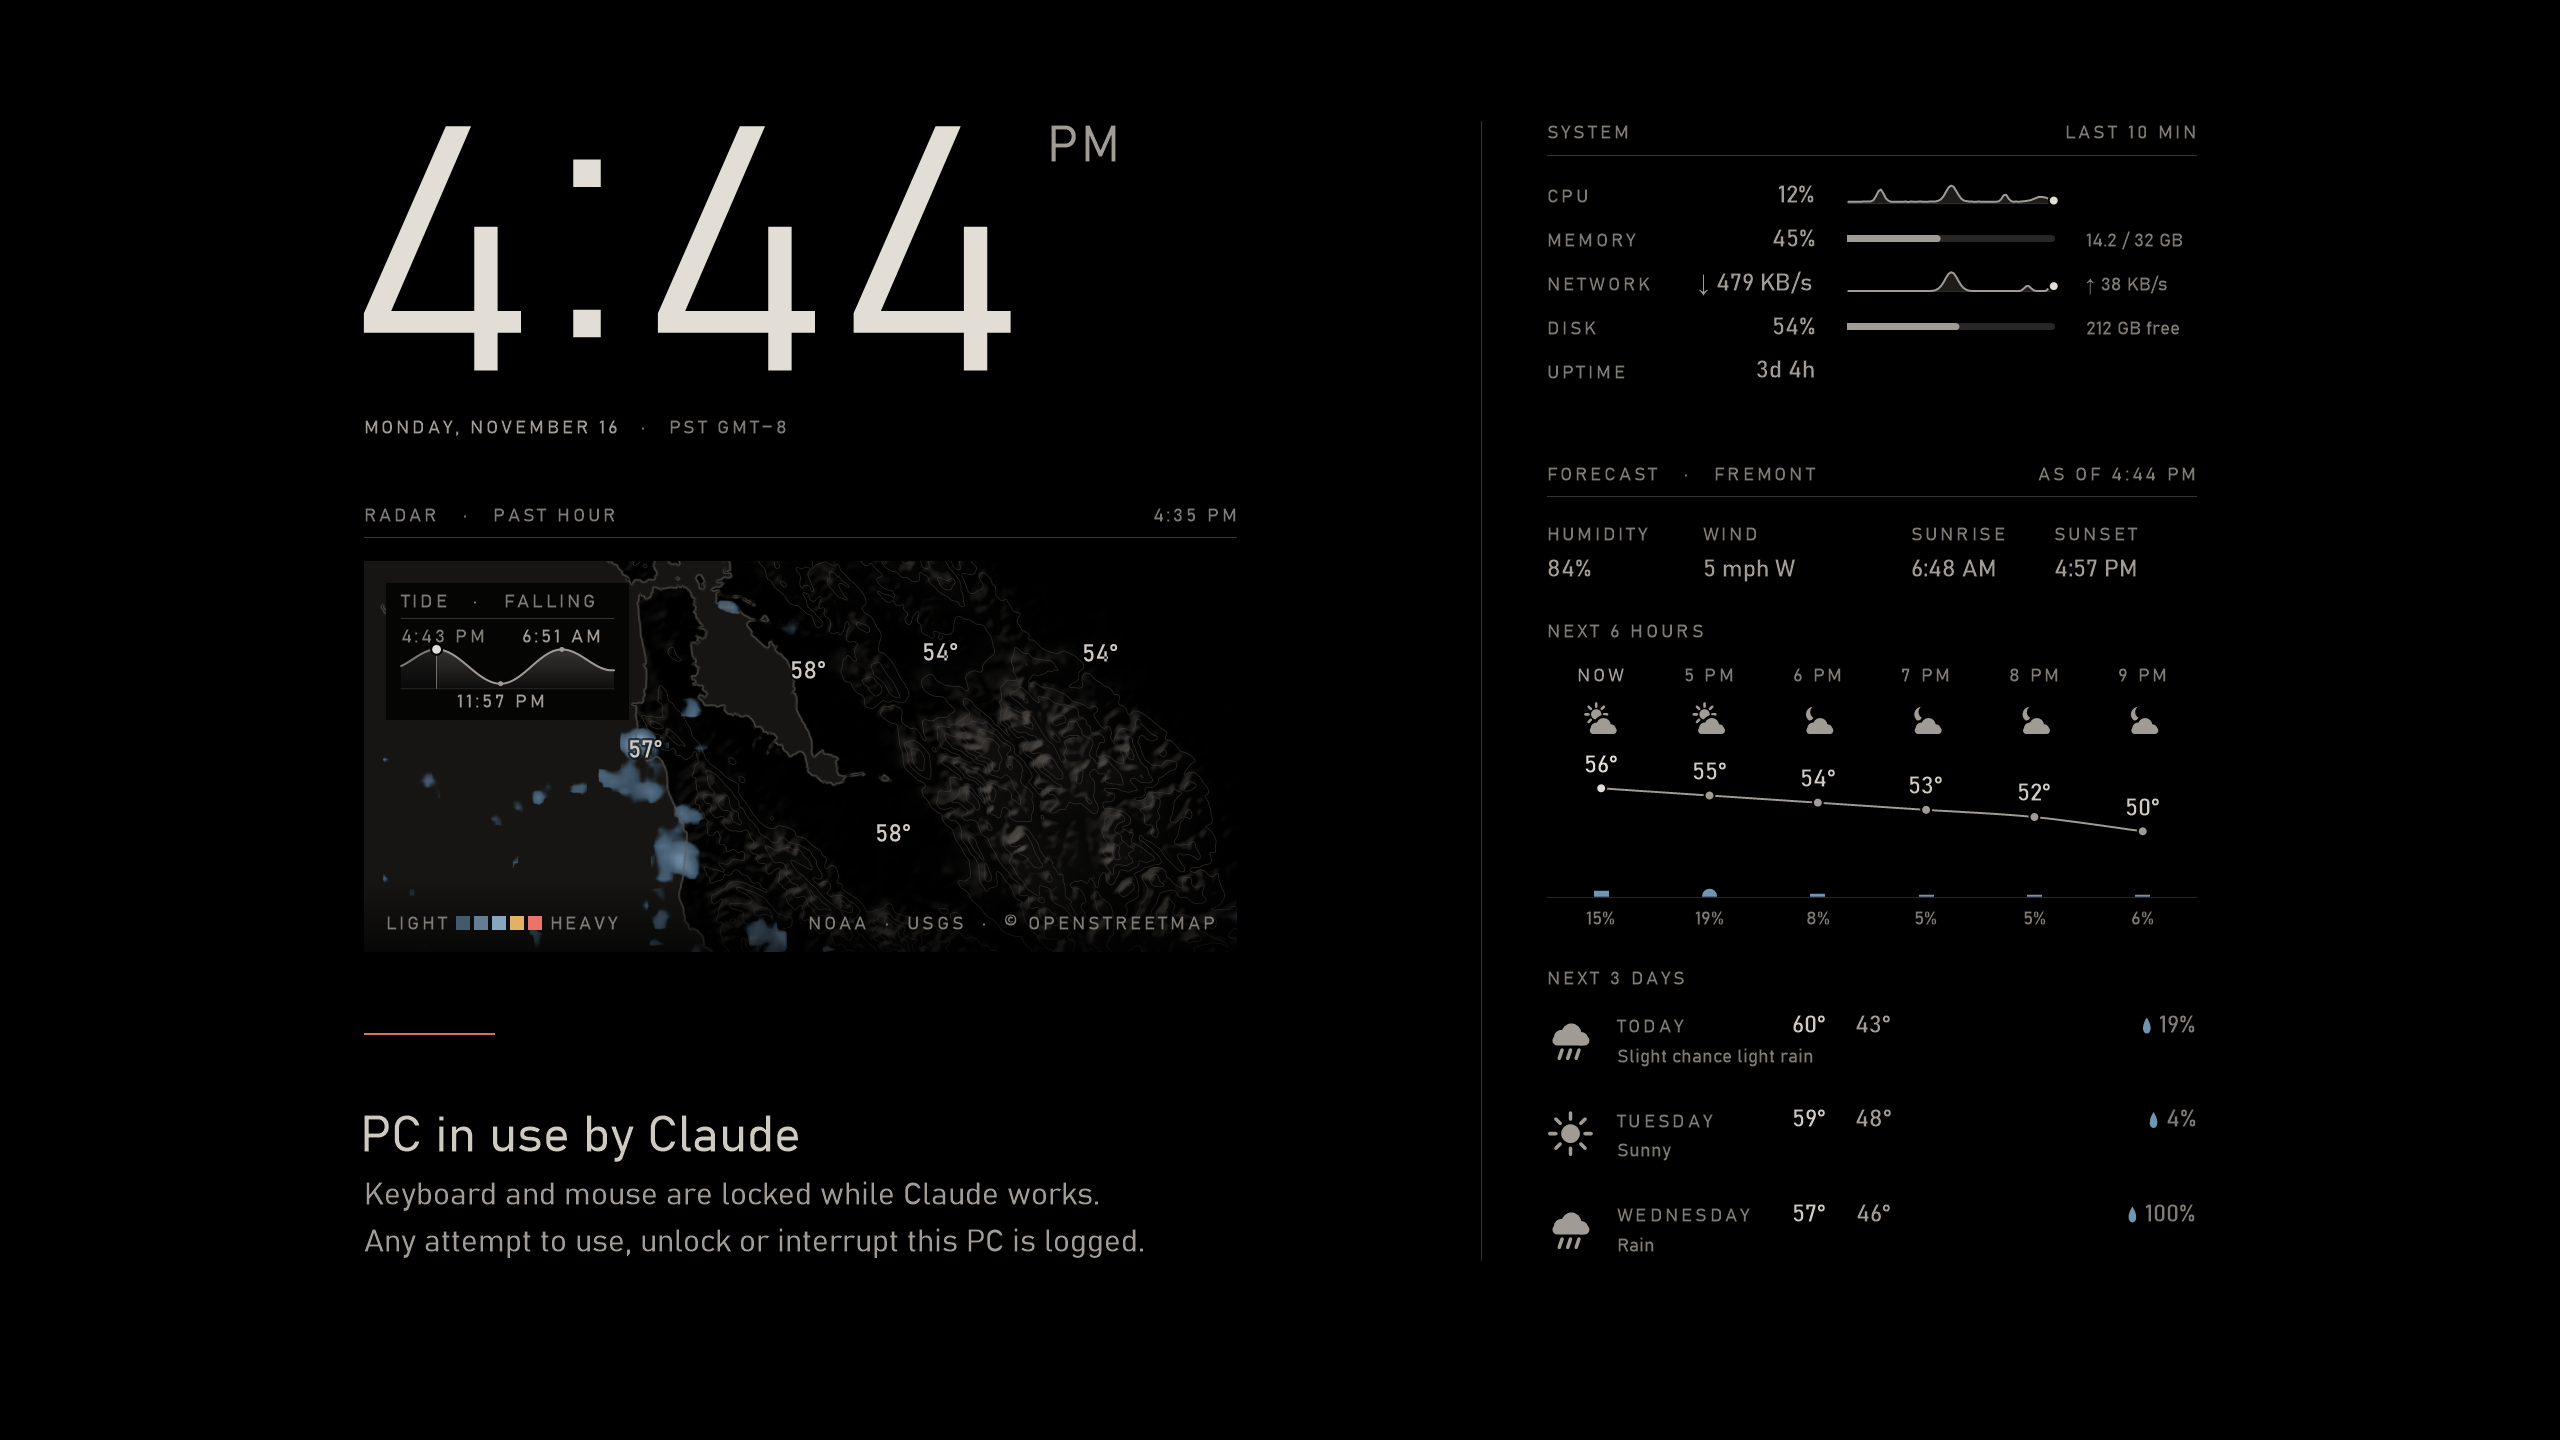 4:44 PM
MONDAY, NOVEMBER 16 · PST GMT−8
RADAR · PAST HOUR 4:35 PM
TIDE · FALLING
4:43 PM 6:51 AM
11:57 PM
54° 54°
58°
57°
58°
LIGHT HEAVY NOAA · USGS · © OPENSTREETMAP
PC in use by Claude
Keyboard and mouse are locked while Claude works.
Any attempt to use, unlock or interrupt this PC is logged.
SYSTEM LAST 10 MIN
CPU 12%
MEMORY 45% 14.2 / 32 GB
NETWORK ↓ 479 KB/s ↑ 38 KB/s
DISK 54% 212 GB free
UPTIME 3d 4h
FORECAST · FREMONT AS OF 4:44 PM
HUMIDITY WIND SUNRISE SUNSET
84% 5 mph W 6:48 AM 4:57 PM
NEXT 6 HOURS
NOW 5 PM 6 PM 7 PM 8 PM 9 PM
56° 55° 54° 53° 52° 50°
15% 19% 8% 5% 5% 6%
NEXT 3 DAYS
TODAY 60° 43° 19%
Slight chance light rain
TUESDAY 59° 48° 4%
Sunny
WEDNESDAY 57° 46° 100%
Rain